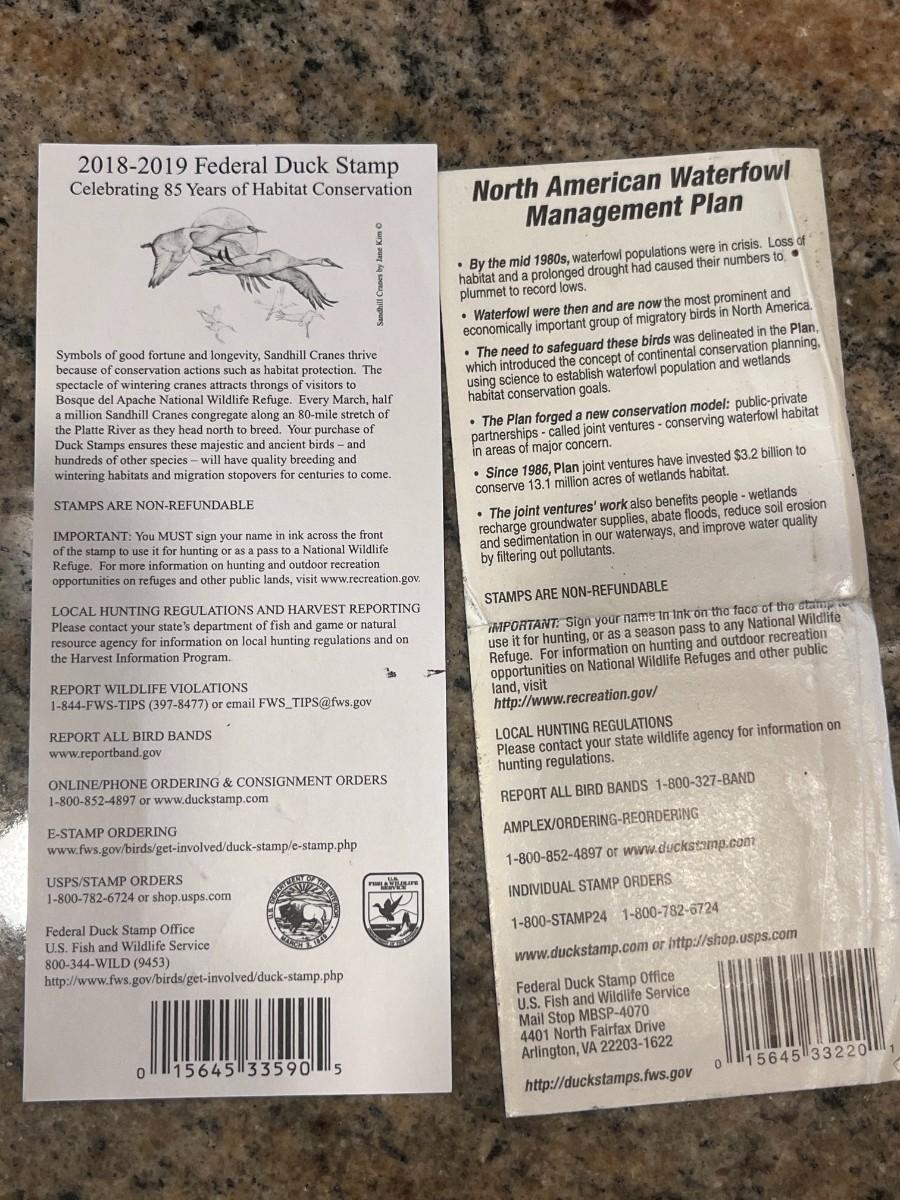 2018-2019 Federal Duck Stamp
Celebrating 85 Years of Habitat Conservation
Sandhill Cranes by Jane Kim ©
Symbols of good fortune and longevity, Sandhill Cranes thrive
because of conservation actions such as habitat protection. The
spectacle of wintering cranes attracts throngs of visitors to
Bosque del Apache National Wildlife Refuge. Every March, half
a million Sandhill Cranes congregate along an 80-mile stretch of
the Platte River as they head north to breed. Your purchase of
Duck Stamps ensures these majestic and ancient birds – and
hundreds of other species – will have quality breeding and
wintering habitats and migration stopovers for centuries to come.
STAMPS ARE NON-REFUNDABLE
IMPORTANT: You MUST sign your name in ink across the front
of the stamp to use it for hunting or as a pass to a National Wildlife
Refuge. For more information on hunting and outdoor recreation
opportunities on refuges and other public lands, visit www.recreation.gov.
LOCAL HUNTING REGULATIONS AND HARVEST REPORTING
Please contact your state's department of fish and game or natural
resource agency for information on local hunting regulations and on
the Harvest Information Program.
REPORT WILDLIFE VIOLATIONS
1-844-FWS-TIPS (397-8477) or email FWS_TIPS@fws.gov
REPORT ALL BIRD BANDS
www.reportband.gov
ONLINE/PHONE ORDERING & CONSIGNMENT ORDERS
1-800-852-4897 or www.duckstamp.com
E-STAMP ORDERING
www.fws.gov/birds/get-involved/duck-stamp/e-stamp.php
USPS/STAMP ORDERS
1-800-782-6724 or shop.usps.com
Federal Duck Stamp Office
U.S. Fish and Wildlife Service
800-344-WILD (9453)
http://www.fws.gov/birds/get-involved/duck-stamp.php
U.S. DEPARTMENT OF THE INTERIOR
MARCH 3, 1849
U.S.
FISH & WILDLIFE
SERVICE
0 15645 33590 5
North American Waterfowl
Management Plan
• By the mid 1980s, waterfowl populations were in crisis. Loss of
habitat and a prolonged drought had caused their numbers to
plummet to record lows.
• Waterfowl were then and are now the most prominent and
economically important group of migratory birds in North America.
• The need to safeguard these birds was delineated in the Plan,
which introduced the concept of continental conservation planning,
using science to establish waterfowl population and wetlands
habitat conservation goals.
• The Plan forged a new conservation model: public-private
partnerships - called joint ventures - conserving waterfowl habitat
in areas of major concern.
• Since 1986, Plan joint ventures have invested $3.2 billion to
conserve 13.1 million acres of wetlands habitat.
• The joint ventures' work also benefits people - wetlands
recharge groundwater supplies, abate floods, reduce soil erosion
and sedimentation in our waterways, and improve water quality
by filtering out pollutants.
STAMPS ARE NON-REFUNDABLE
IMPORTANT: Sign your name in ink on the face of the stamp to
use it for hunting, or as a season pass to any National Wildlife
Refuge. For information on hunting and outdoor recreation
opportunities on National Wildlife Refuges and other public
land, visit
http://www.recreation.gov/
LOCAL HUNTING REGULATIONS
Please contact your state wildlife agency for information on
hunting regulations.
REPORT ALL BIRD BANDS 1-800-327-BAND
AMPLEX/ORDERING-REORDERING
1-800-852-4897 or www.duckstamp.com
INDIVIDUAL STAMP ORDERS
1-800-STAMP24 1-800-782-6724
www.duckstamp.com or http://shop.usps.com
Federal Duck Stamp Office
U.S. Fish and Wildlife Service
Mail Stop MBSP-4070
4401 North Fairfax Drive
Arlington, VA 22203-1622
http://duckstamps.fws.gov
0 15645 33220 1